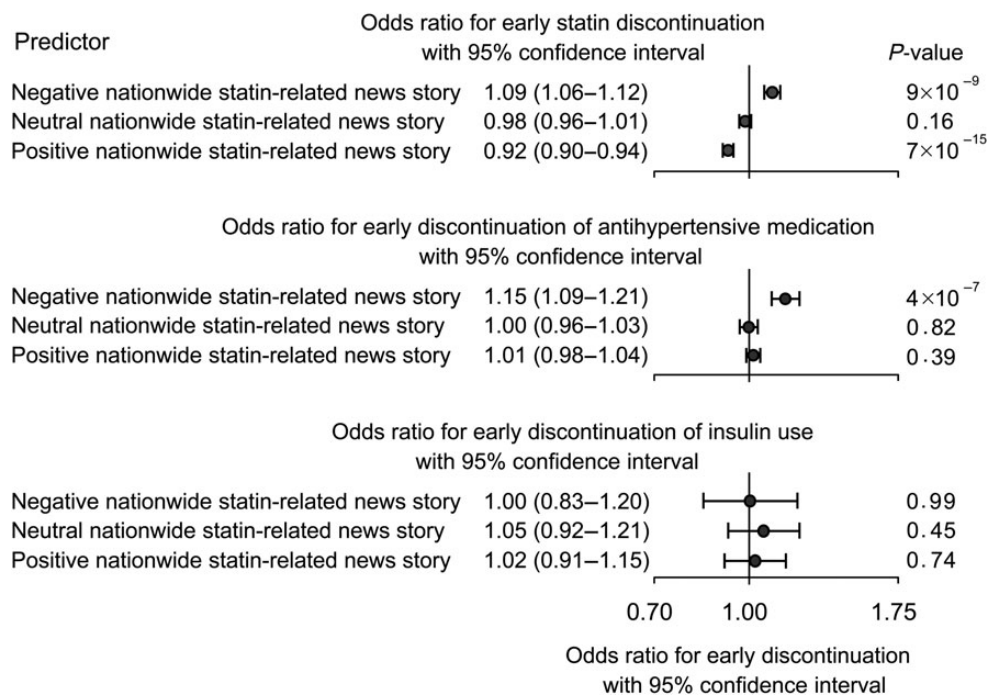 Predictor
Odds ratio for early statin discontinuation
with 95% confidence interval
P-value
Negative nationwide statin-related news story 1.09 (1.06–1.12) 9×10⁻⁹
Neutral nationwide statin-related news story 0.98 (0.96–1.01) 0.16
Positive nationwide statin-related news story 0.92 (0.90–0.94) 7×10⁻¹⁵
Odds ratio for early discontinuation of antihypertensive medication
with 95% confidence interval
Negative nationwide statin-related news story 1.15 (1.09–1.21) 4×10⁻⁷
Neutral nationwide statin-related news story 1.00 (0.96–1.03) 0.82
Positive nationwide statin-related news story 1.01 (0.98–1.04) 0.39
0.70 1.00 1.75
Odds ratio for early discontinuation of insulin use
with 95% confidence interval
Negative nationwide statin-related news story 1.00 (0.83–1.20) 0.99
Neutral nationwide statin-related news story 1.05 (0.92–1.21) 0.45
Positive nationwide statin-related news story 1.02 (0.91–1.15) 0.74
0.70 1.00 1.75
Odds ratio for early discontinuation
with 95% confidence interval